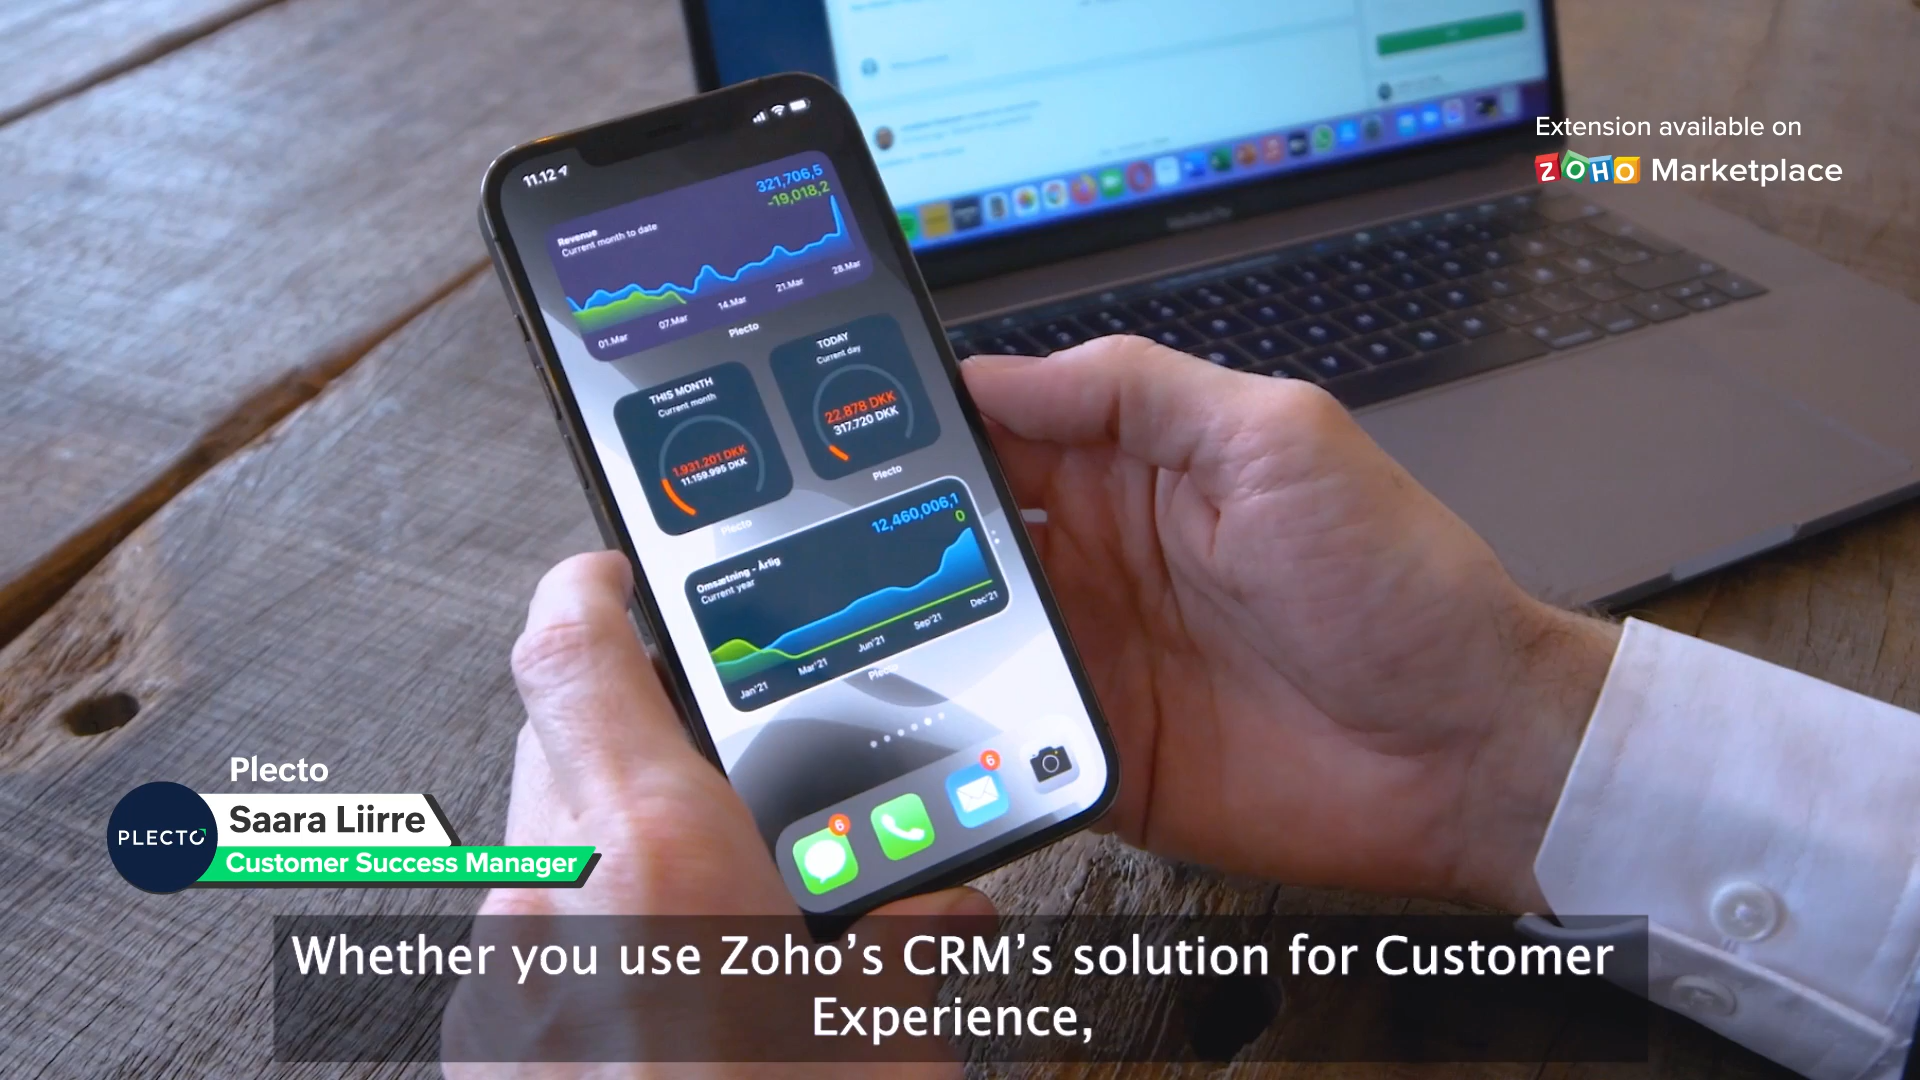 Extension available on
ZOHO Marketplace
11.12
321,706,5
-19,018,2
Revenue
Current month to date
01.Mar 07.Mar 14.Mar 21.Mar 28.Mar
Plecto
THIS MONTH
Current month
1.931.201 DKK
11.159.995 DKK
Plecto
TODAY
Current day
22.878 DKK
317.720 DKK
Plecto
12,460,006,1
0
Omsætning - Årlig
Current year
Jan'21 Mar'21 Jun'21 Sep'21 Dec'21
Plecto
6
6
Plecto
PLECTO
Saara Liirre
Customer Success Manager
Whether you use Zoho’s CRM’s solution for Customer
Experience,